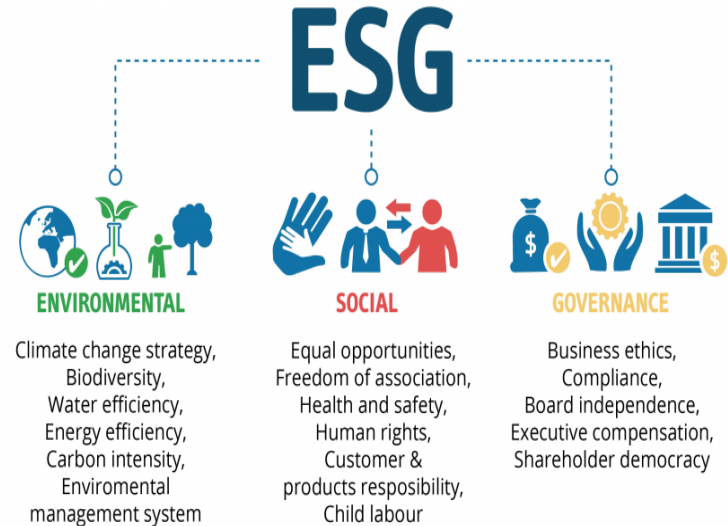 ESG
ENVIRONMENTAL
Climate change strategy,
Biodiversity,
Water efficiency,
Energy efficiency,
Carbon intensity,
Enviromental
management system
SOCIAL
Equal opportunities,
Freedom of association,
Health and safety,
Human rights,
Customer &
products resposibility,
Child labour
GOVERNANCE
Business ethics,
Compliance,
Board independence,
Executive compensation,
Shareholder democracy
$
$